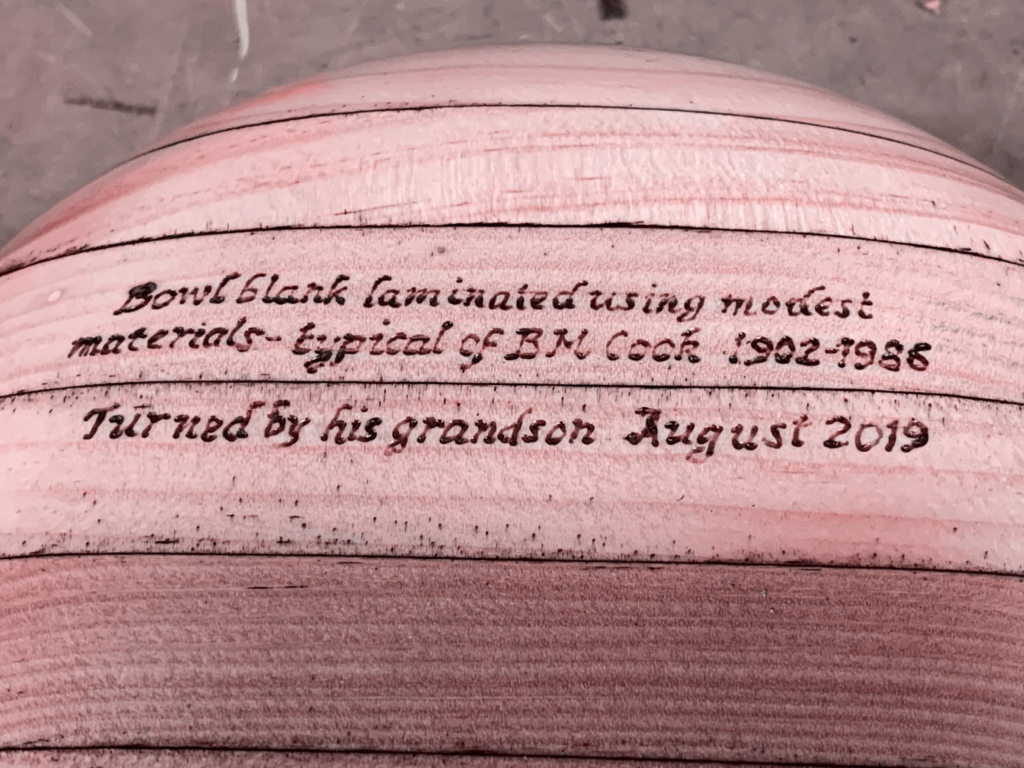 Bowl blank laminated using modest
materials - typical of BM Cook 1902-1988
Turned by his grandson August 2019